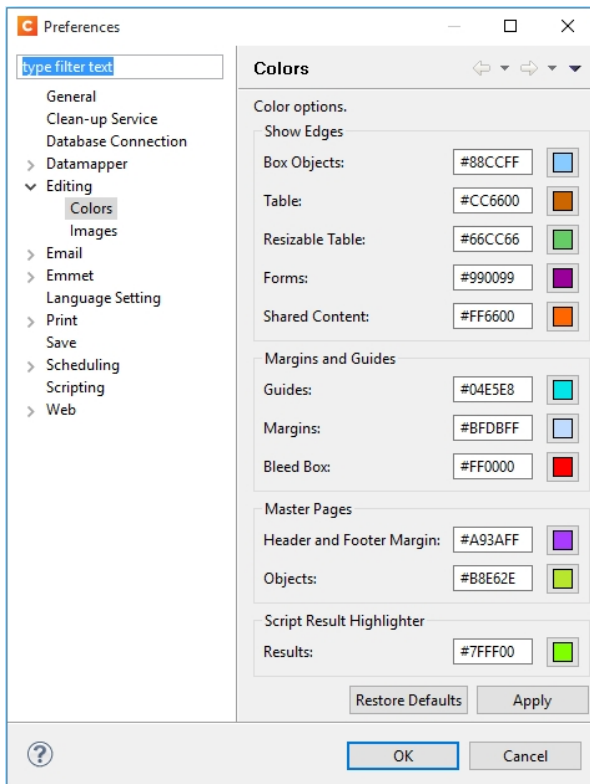 C Preferences
type filter text
General
Clean-up Service
Database Connection
Datamapper
Editing
Colors
Images
Email
Emmet
Language Setting
Print
Save
Scheduling
Scripting
Web
Colors
Color options.
Show Edges
Box Objects: #88CCFF
Table: #CC6600
Resizable Table: #66CC66
Forms: #990099
Shared Content: #FF6600
Margins and Guides
Guides: #04E5E8
Margins: #BFDBFF
Bleed Box: #FF0000
Master Pages
Header and Footer Margin: #A93AFF
Objects: #B8E62E
Script Result Highlighter
Results: #7FFF00
Restore Defaults Apply
? OK Cancel